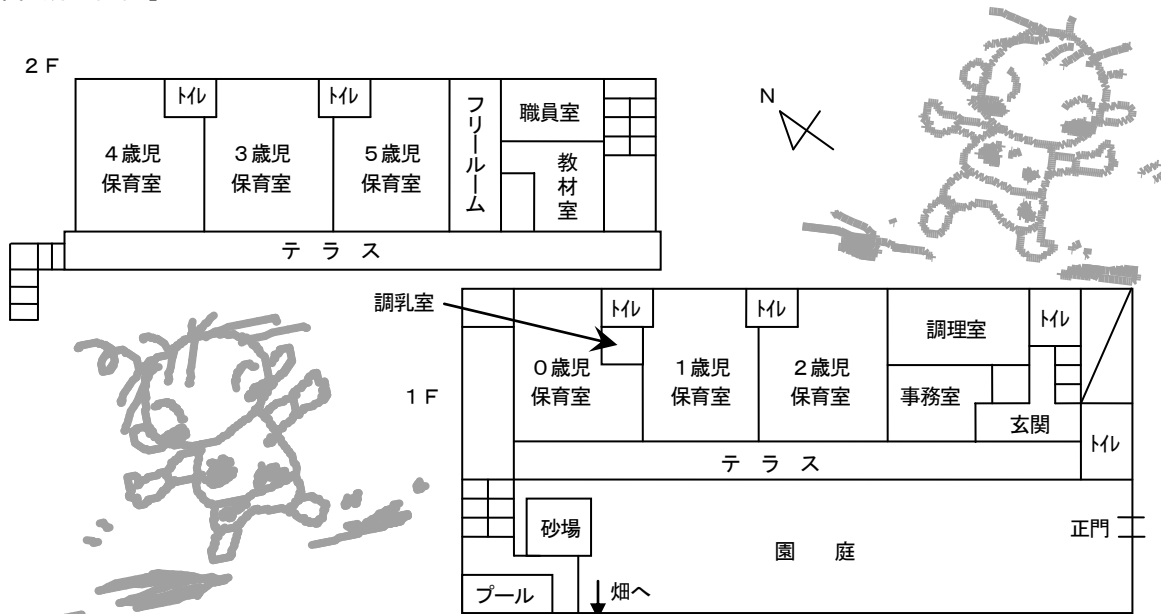 2F
トイレ
トイレ
4歳児
保育室
3歳児
保育室
5歳児
保育室
フリールーム
職員室
教材室
テラス
N
調乳室
1F
トイレ
トイレ
トイレ
0歳児
保育室
1歳児
保育室
2歳児
保育室
調理室
事務室
玄関
トイレ
テラス
砂場
園庭
正門
プール
畑へ